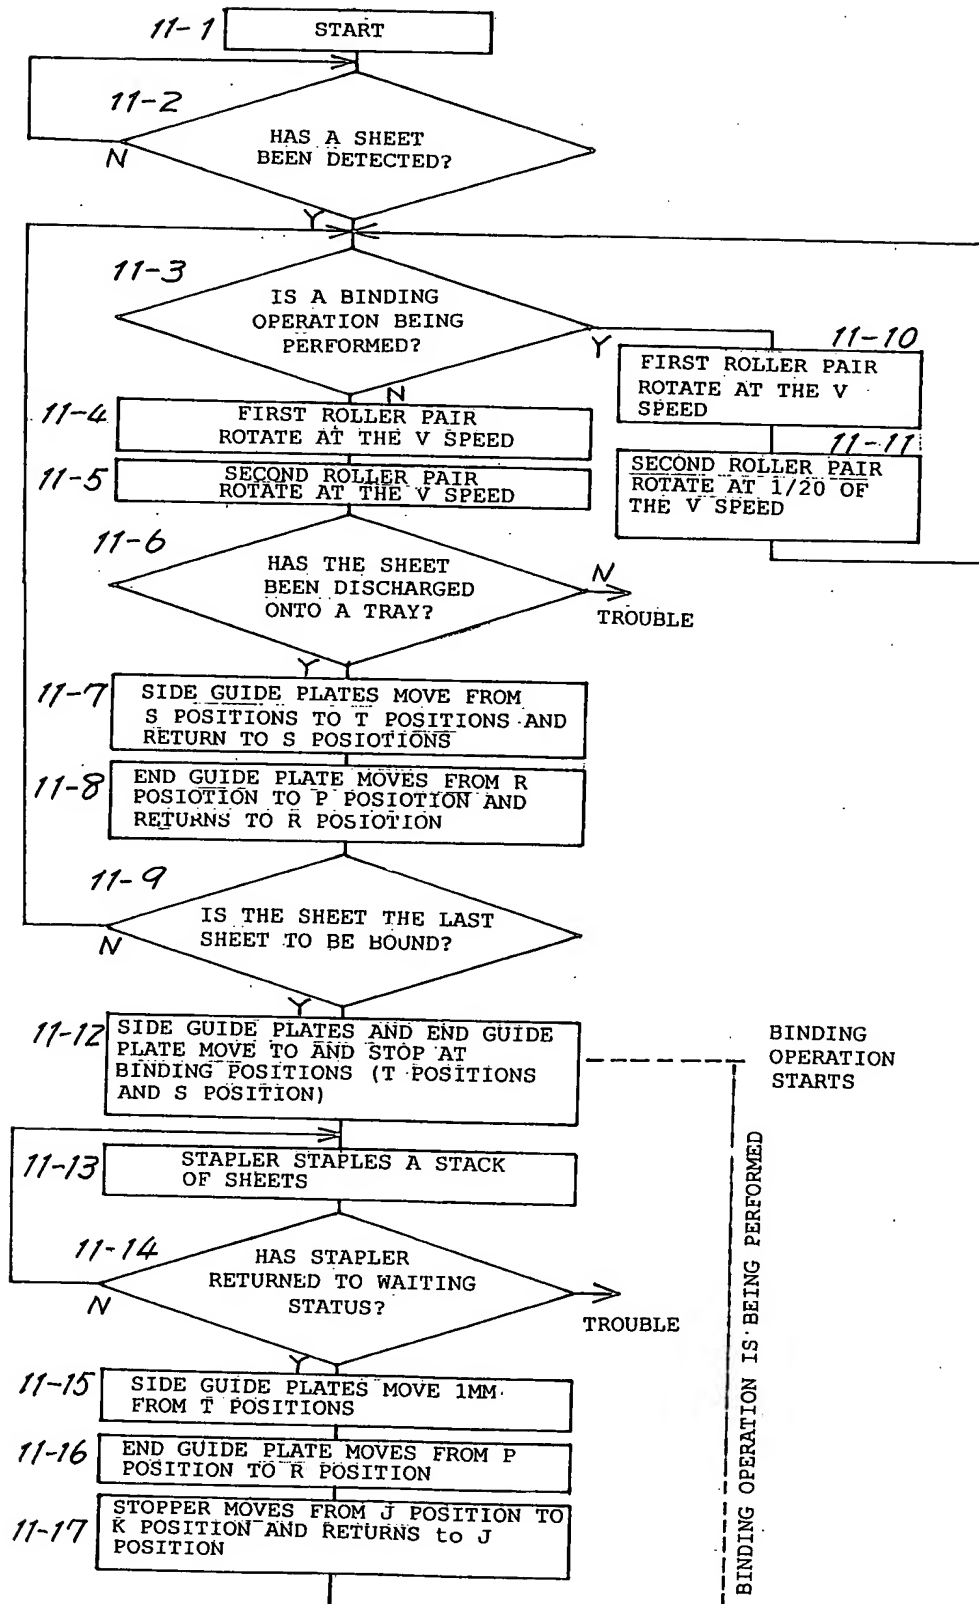 11-1
START
11-2
HAS A SHEET
BEEN DETECTED?
N
Y
11-3
IS A BINDING
OPERATION BEING
PERFORMED?
Y
N
11-10
FIRST ROLLER PAIR
ROTATE AT THE V
SPEED
11-11
SECOND ROLLER PAIR
ROTATE AT 1/20 OF
THE V SPEED
11-4
FIRST ROLLER PAIR
ROTATE AT THE V SPEED
11-5
SECOND ROLLER PAIR
ROTATE AT THE V SPEED
11-6
HAS THE SHEET
BEEN DISCHARGED
ONTO A TRAY?
N
TROUBLE
Y
11-7
SIDE GUIDE PLATES MOVE FROM
S POSITIONS TO T POSITIONS AND
RETURN TO S POSIOTIONS
11-8
END GUIDE PLATE MOVES FROM R
POSIOTION TO P POSIOTION AND
RETURNS TO R POSIOTION
11-9
IS THE SHEET THE LAST
SHEET TO BE BOUND?
N
Y
11-12
SIDE GUIDE PLATES AND END GUIDE
PLATE MOVE TO AND STOP AT
BINDING POSITIONS (T POSITIONS
AND S POSITION)
BINDING
OPERATION
STARTS
11-13
STAPLER STAPLES A STACK
OF SHEETS
11-14
HAS STAPLER
RETURNED TO WAITING
STATUS?
N
TROUBLE
Y
11-15
SIDE GUIDE PLATES MOVE 1MM
FROM T POSITIONS
11-16
END GUIDE PLATE MOVES FROM P
POSITION TO R POSITION
11-17
STOPPER MOVES FROM J POSITION TO
K POSITION AND RETURNS to J
POSITION
BINDING OPERATION IS BEING PERFORMED